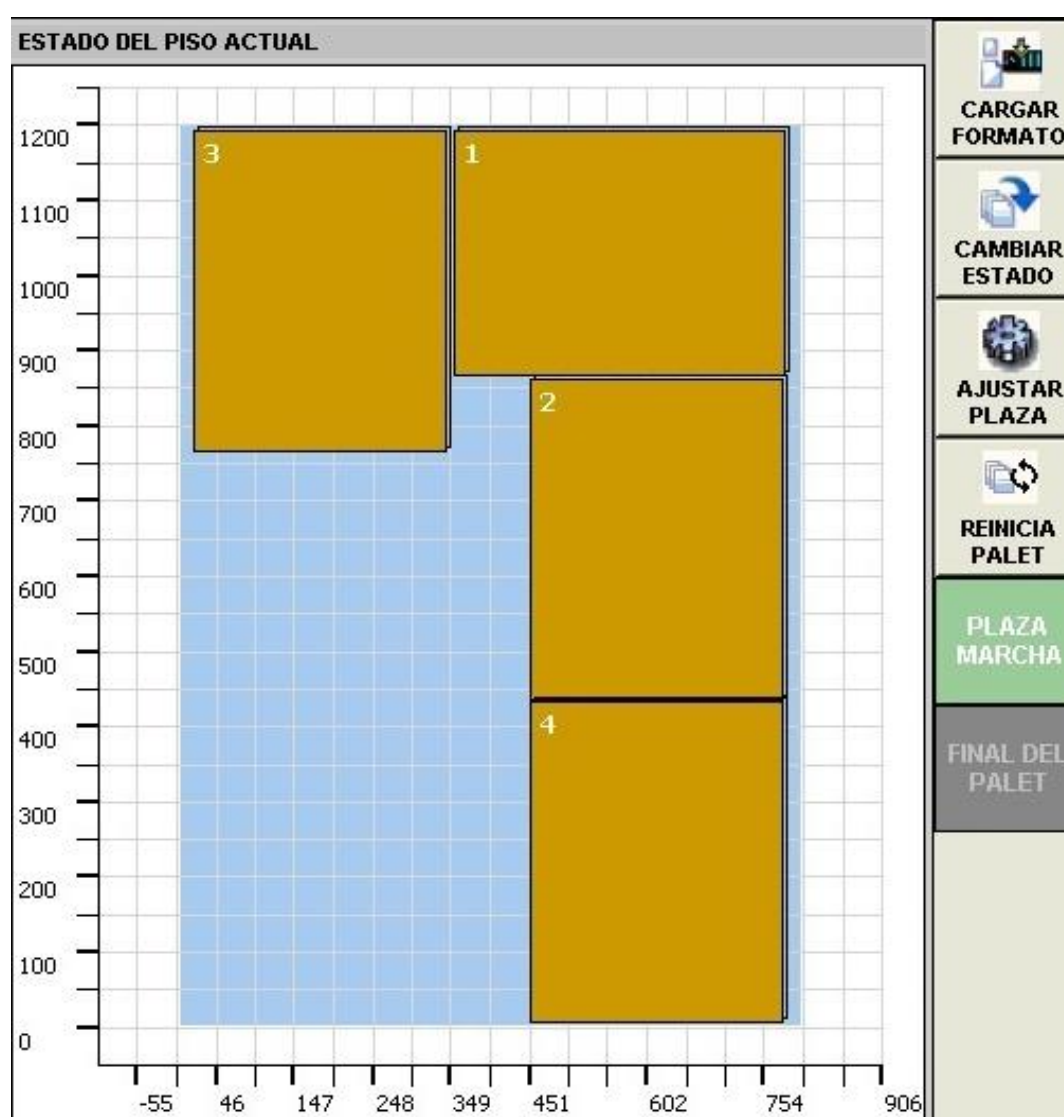 ESTADO DEL PISO ACTUAL
CARGAR
FORMATO
CAMBIAR
ESTADO
AJUSTAR
PLAZA
REINICIA
PALET
PLAZA
MARCHA
FINAL DEL
PALET
1200
1100
1000
900
800
700
600
500
400
300
200
100
0
3
1
2
4
-55 46 147 248 349 451 602 754 906